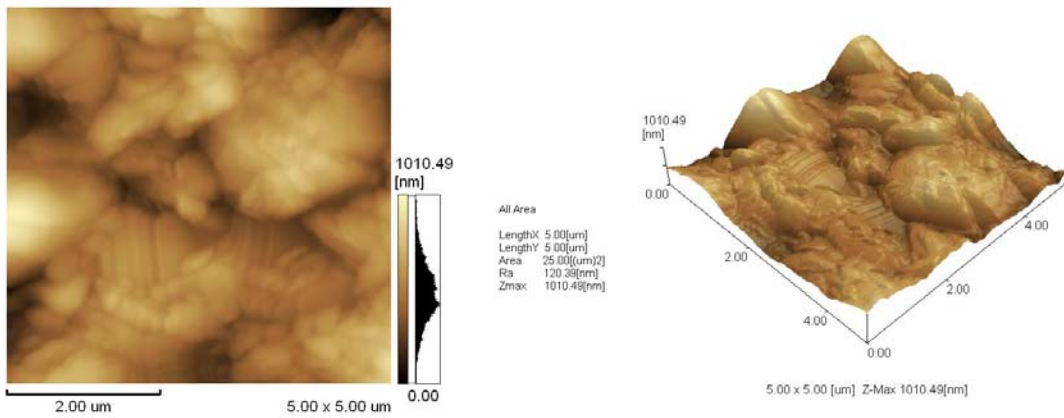 1010.49
[nm]
0.00
2.00 um
5.00 x 5.00 um
All Area
LengthX 5.00[um]
LengthY 5.00[um]
Area 25.00[(um)2]
Ra 120.39[nm]
Zmax 1010.49[nm]
1010.49
[nm]
0.00
2.00
4.00
0.00
2.00
4.00
5.00 x 5.00 [um] Z-Max 1010.49[nm]